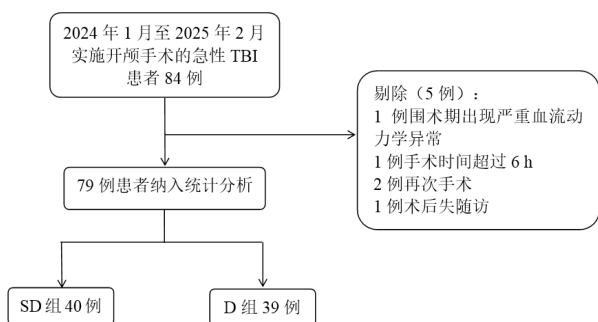 2024 年 1 月至 2025 年 2 月
实施开颅手术的急性 TBI
患者 84 例
剔除（5 例）：
1 例围术期出现严重血流动
力学异常
1 例手术时间超过 6 h
2 例再次手术
1 例术后失随访
79 例患者纳入统计分析
SD 组 40 例
D 组 39 例